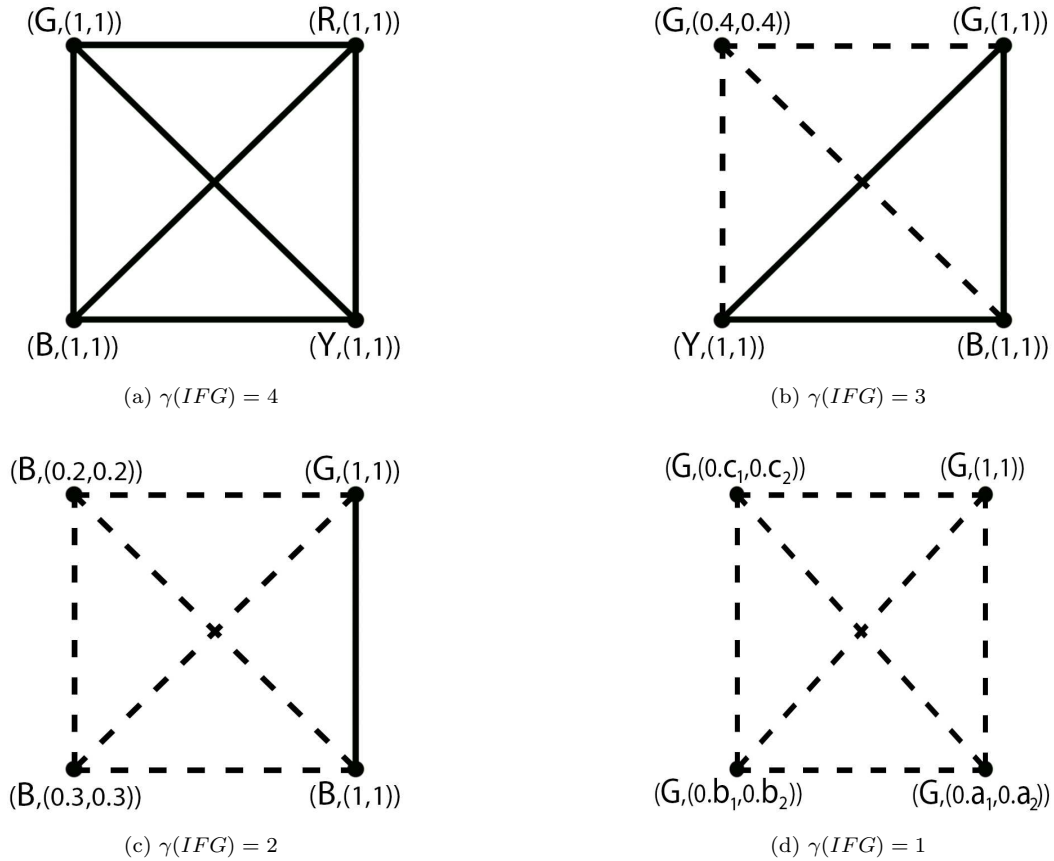 (G,(1,1)) (R,(1,1))
(B,(1,1)) (Y,(1,1))
(a) γ(IFG) = 4
(G,(0.4,0.4)) (G,(1,1))
(Y,(1,1)) (B,(1,1))
(b) γ(IFG) = 3
(B,(0.2,0.2)) (G,(1,1))
(B,(0.3,0.3)) (B,(1,1))
(c) γ(IFG) = 2
(G,(0.c₁,0.c₂)) (G,(1,1))
(G,(0.b₁,0.b₂)) (G,(0.a₁,0.a₂))
(d) γ(IFG) = 1